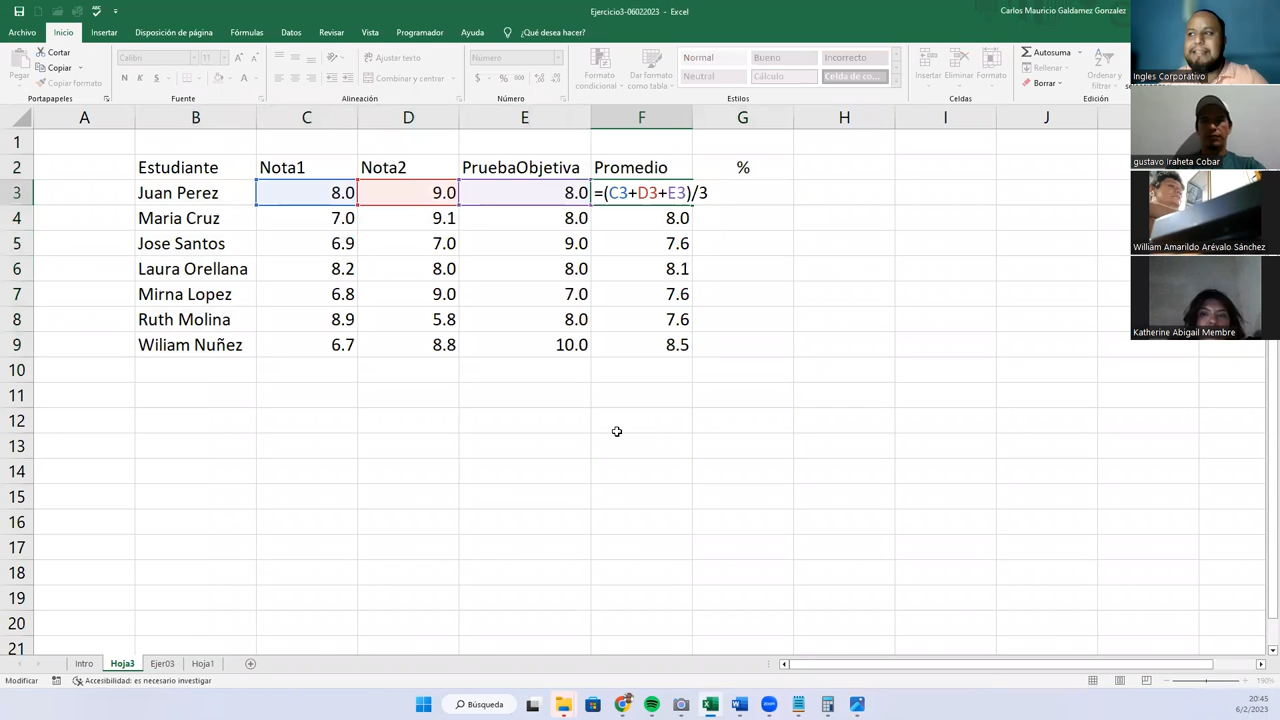 Ejercicio3-06022023 - Excel
Carlos Mauricio Galdamez Gonzalez
Archivo Inicio Insertar Disposición de página Fórmulas Datos Revisar Vista Programador Ayuda ¿Qué desea hacer?
Pegar
Cortar
Copiar
Copiar formato
Portapapeles
Calibri 11
N K S
Fuente
Ajustar texto
Combinar y centrar
Alineación
$ % 000
Número
Formato condicional
Dar formato como tabla
Normal Bueno Incorrecto
Neutral Cálculo Celda de co...
Estilos
Insertar Eliminar Formato
Celdas
Autosuma
Rellenar
Borrar
Ordenar y filtrar
Edición
A B C D E F G H I J
1
2 Estudiante Nota1 Nota2 PruebaObjetiva Promedio %
3 Juan Perez 8.0 9.0 8.0 =(C3+D3+E3)/3
4 Maria Cruz 7.0 9.1 8.0 8.0
5 Jose Santos 6.9 7.0 9.0 7.6
6 Laura Orellana 8.2 8.0 8.0 8.1
7 Mirna Lopez 6.8 9.0 7.0 7.6
8 Ruth Molina 8.9 5.8 8.0 7.6
9 Wiliam Nuñez 6.7 8.8 10.0 8.5
10
11
12
13
14
15
16
17
18
19
20
21
Ingles Corporativo
gustavo Iraheta Cobar
William Amarildo Arévalo Sánchez
Katherine Abigail Membre
Intro Hoja3 Ejer03 Hoja1
Modificar Accesibilidad: es necesario investigar 190%
Búsqueda
20:45
6/2/2023